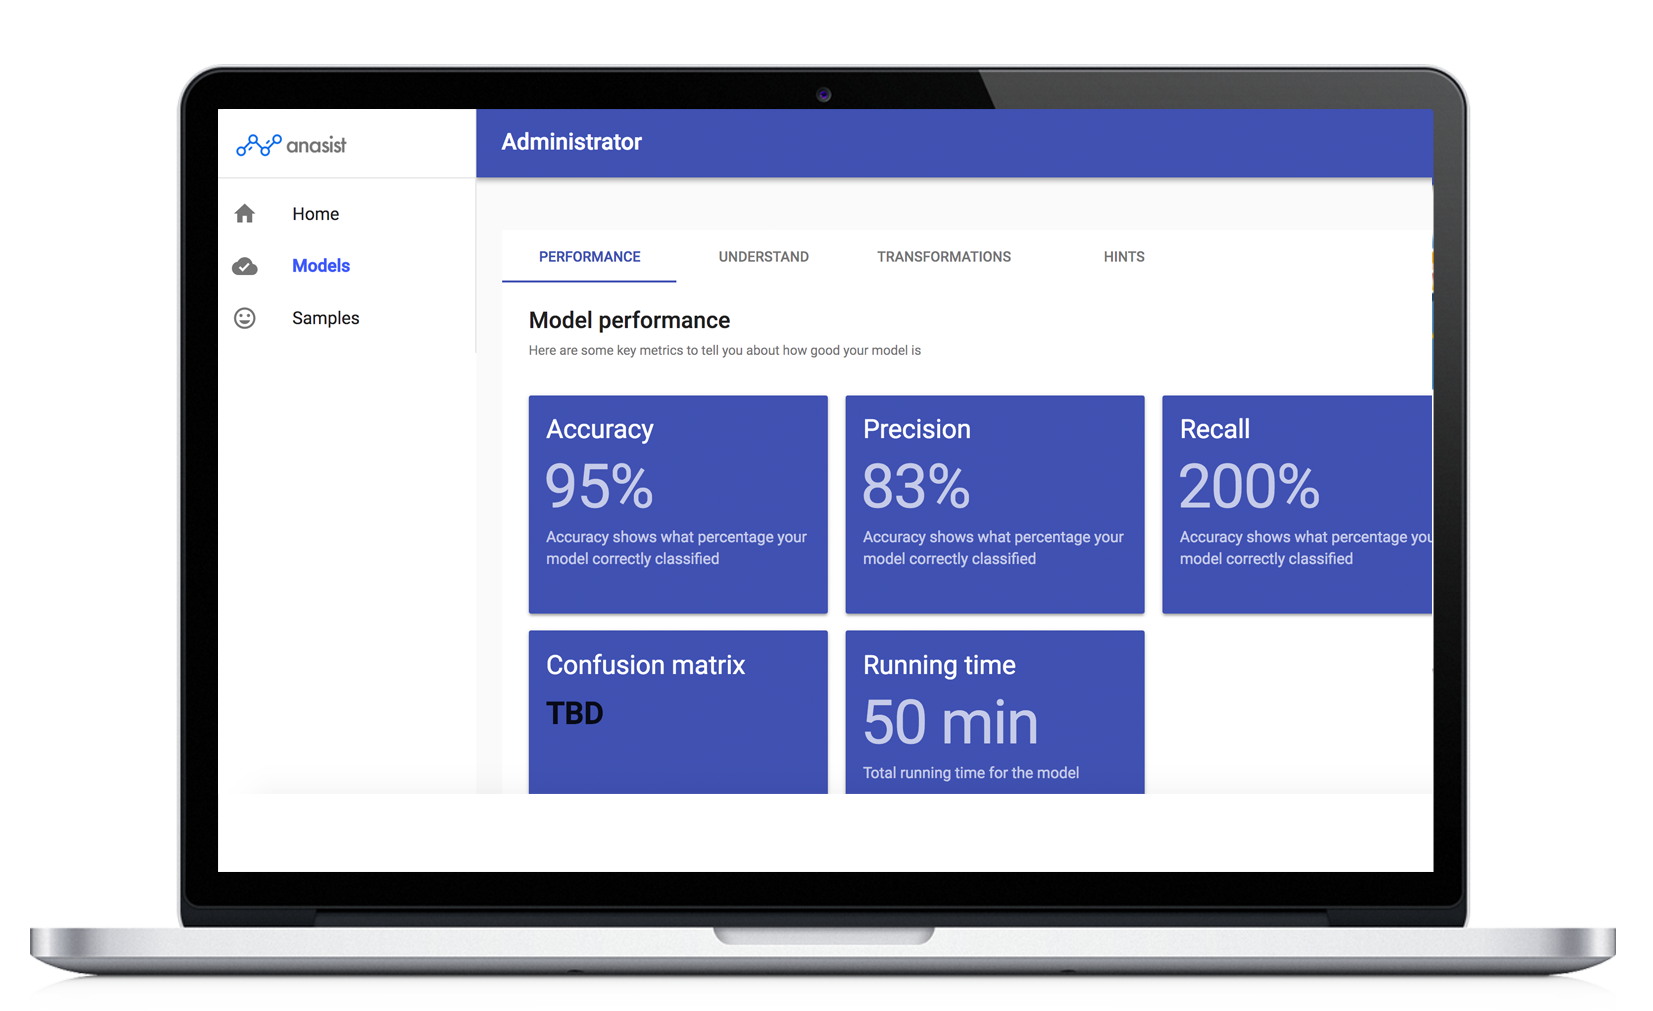 anasist
Administrator
Home
Models
Samples
PERFORMANCE UNDERSTAND TRANSFORMATIONS HINTS
Model performance
Here are some key metrics to tell you about how good your model is
Accuracy
95%
Accuracy shows what percentage your
model correctly classified
Precision
83%
Accuracy shows what percentage your
model correctly classified
Recall
200%
Accuracy shows what percentage you
model correctly classified
Confusion matrix
TBD
Running time
50 min
Total running time for the model